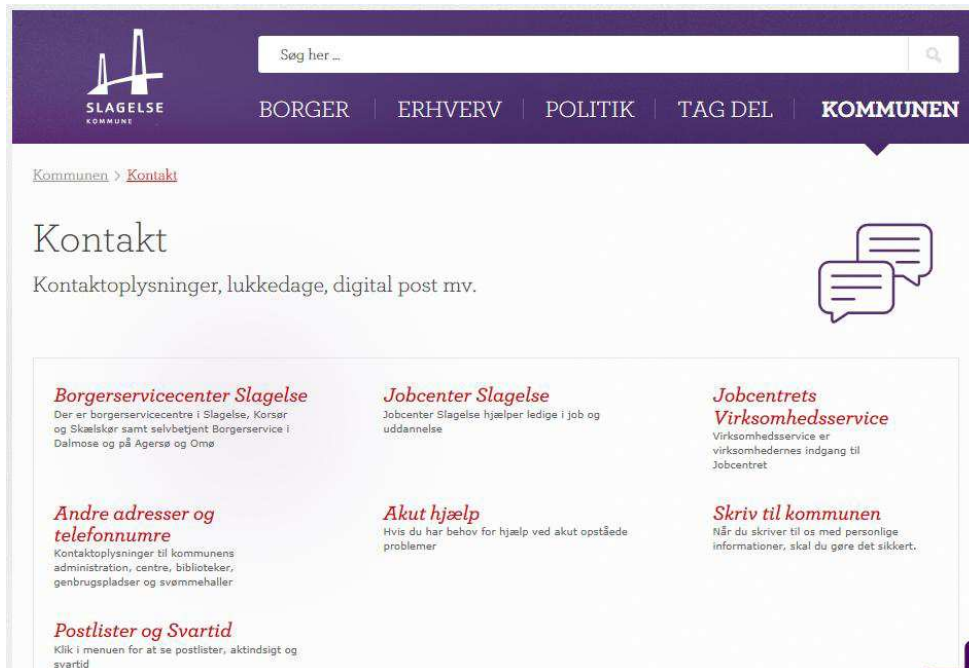 SLAGELSE
KOMMUNE
Søg her ...
BORGER
ERHVERV
POLITIK
TAG DEL
KOMMUNEN
Kommunen > Kontakt
Kontakt
Kontaktoplysninger, lukkedage, digital post mv.
Borgerservicecenter Slagelse
Der er borgerservicecentre i Slagelse, Korsør
og Skælskør samt selvbetjent Borgerservice i
Dalmose og på Agersø og Omø
Jobcenter Slagelse
Jobcenter Slagelse hjælper ledige i job og
uddannelse
Jobcentrets
Virksomhedsservice
Virksomhedsservice er
virksomhedernes indgang til
Jobcentret
Andre adresser og
telefonnumre
Kontaktoplysninger til kommunens
administration, centre, biblioteker,
genbrugspladser og svømmehaller
Akut hjælp
Hvis du har behov for hjælp ved akut opståede
problemer
Skriv til kommunen
Når du skriver til os med personlige
informationer, skal du gøre det sikkert.
Postlister og Svartid
Klik i menuen for at se postlister, aktindsigt og
svartid